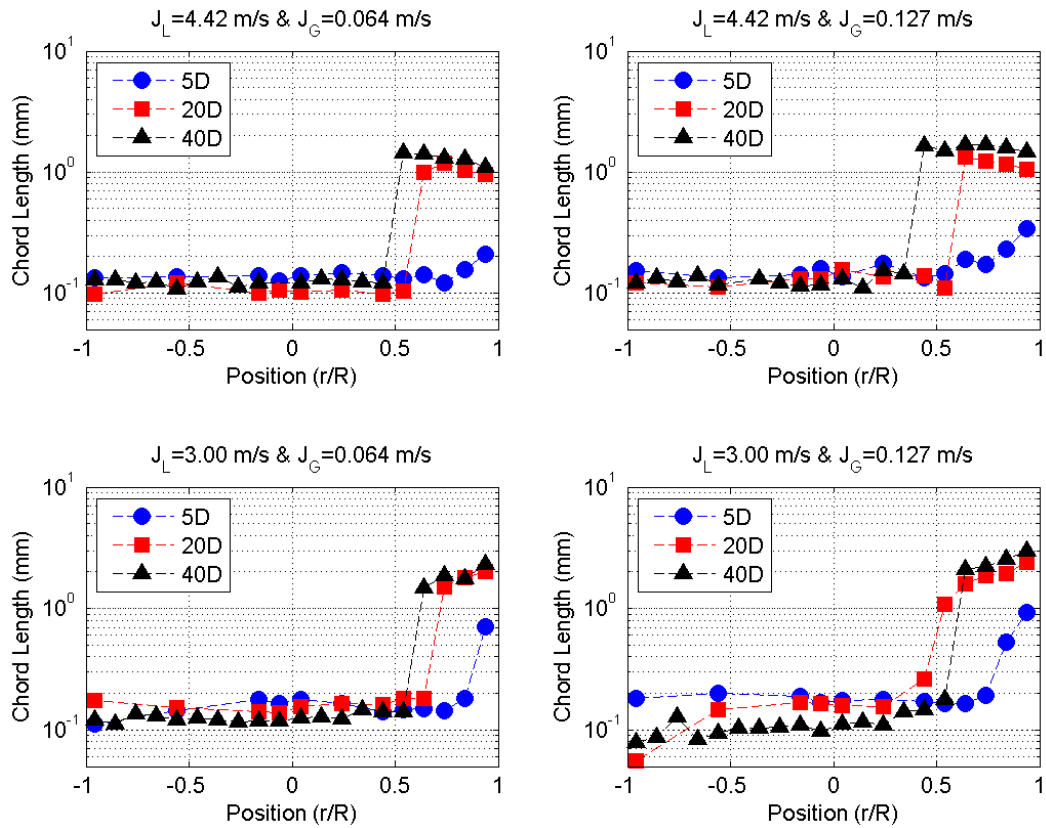 J_L=4.42 m/s & J_G=0.064 m/s
10^1
5D
20D
40D
10^0
10^-1
Chord Length (mm)
-1 -0.5 0 0.5 1
Position (r/R)
J_L=4.42 m/s & J_G=0.127 m/s
10^1
5D
20D
40D
10^0
10^-1
Chord Length (mm)
-1 -0.5 0 0.5 1
Position (r/R)
J_L=3.00 m/s & J_G=0.064 m/s
10^1
5D
20D
40D
10^0
10^-1
Chord Length (mm)
-1 -0.5 0 0.5 1
Position (r/R)
J_L=3.00 m/s & J_G=0.127 m/s
10^1
5D
20D
40D
10^0
10^-1
Chord Length (mm)
-1 -0.5 0 0.5 1
Position (r/R)